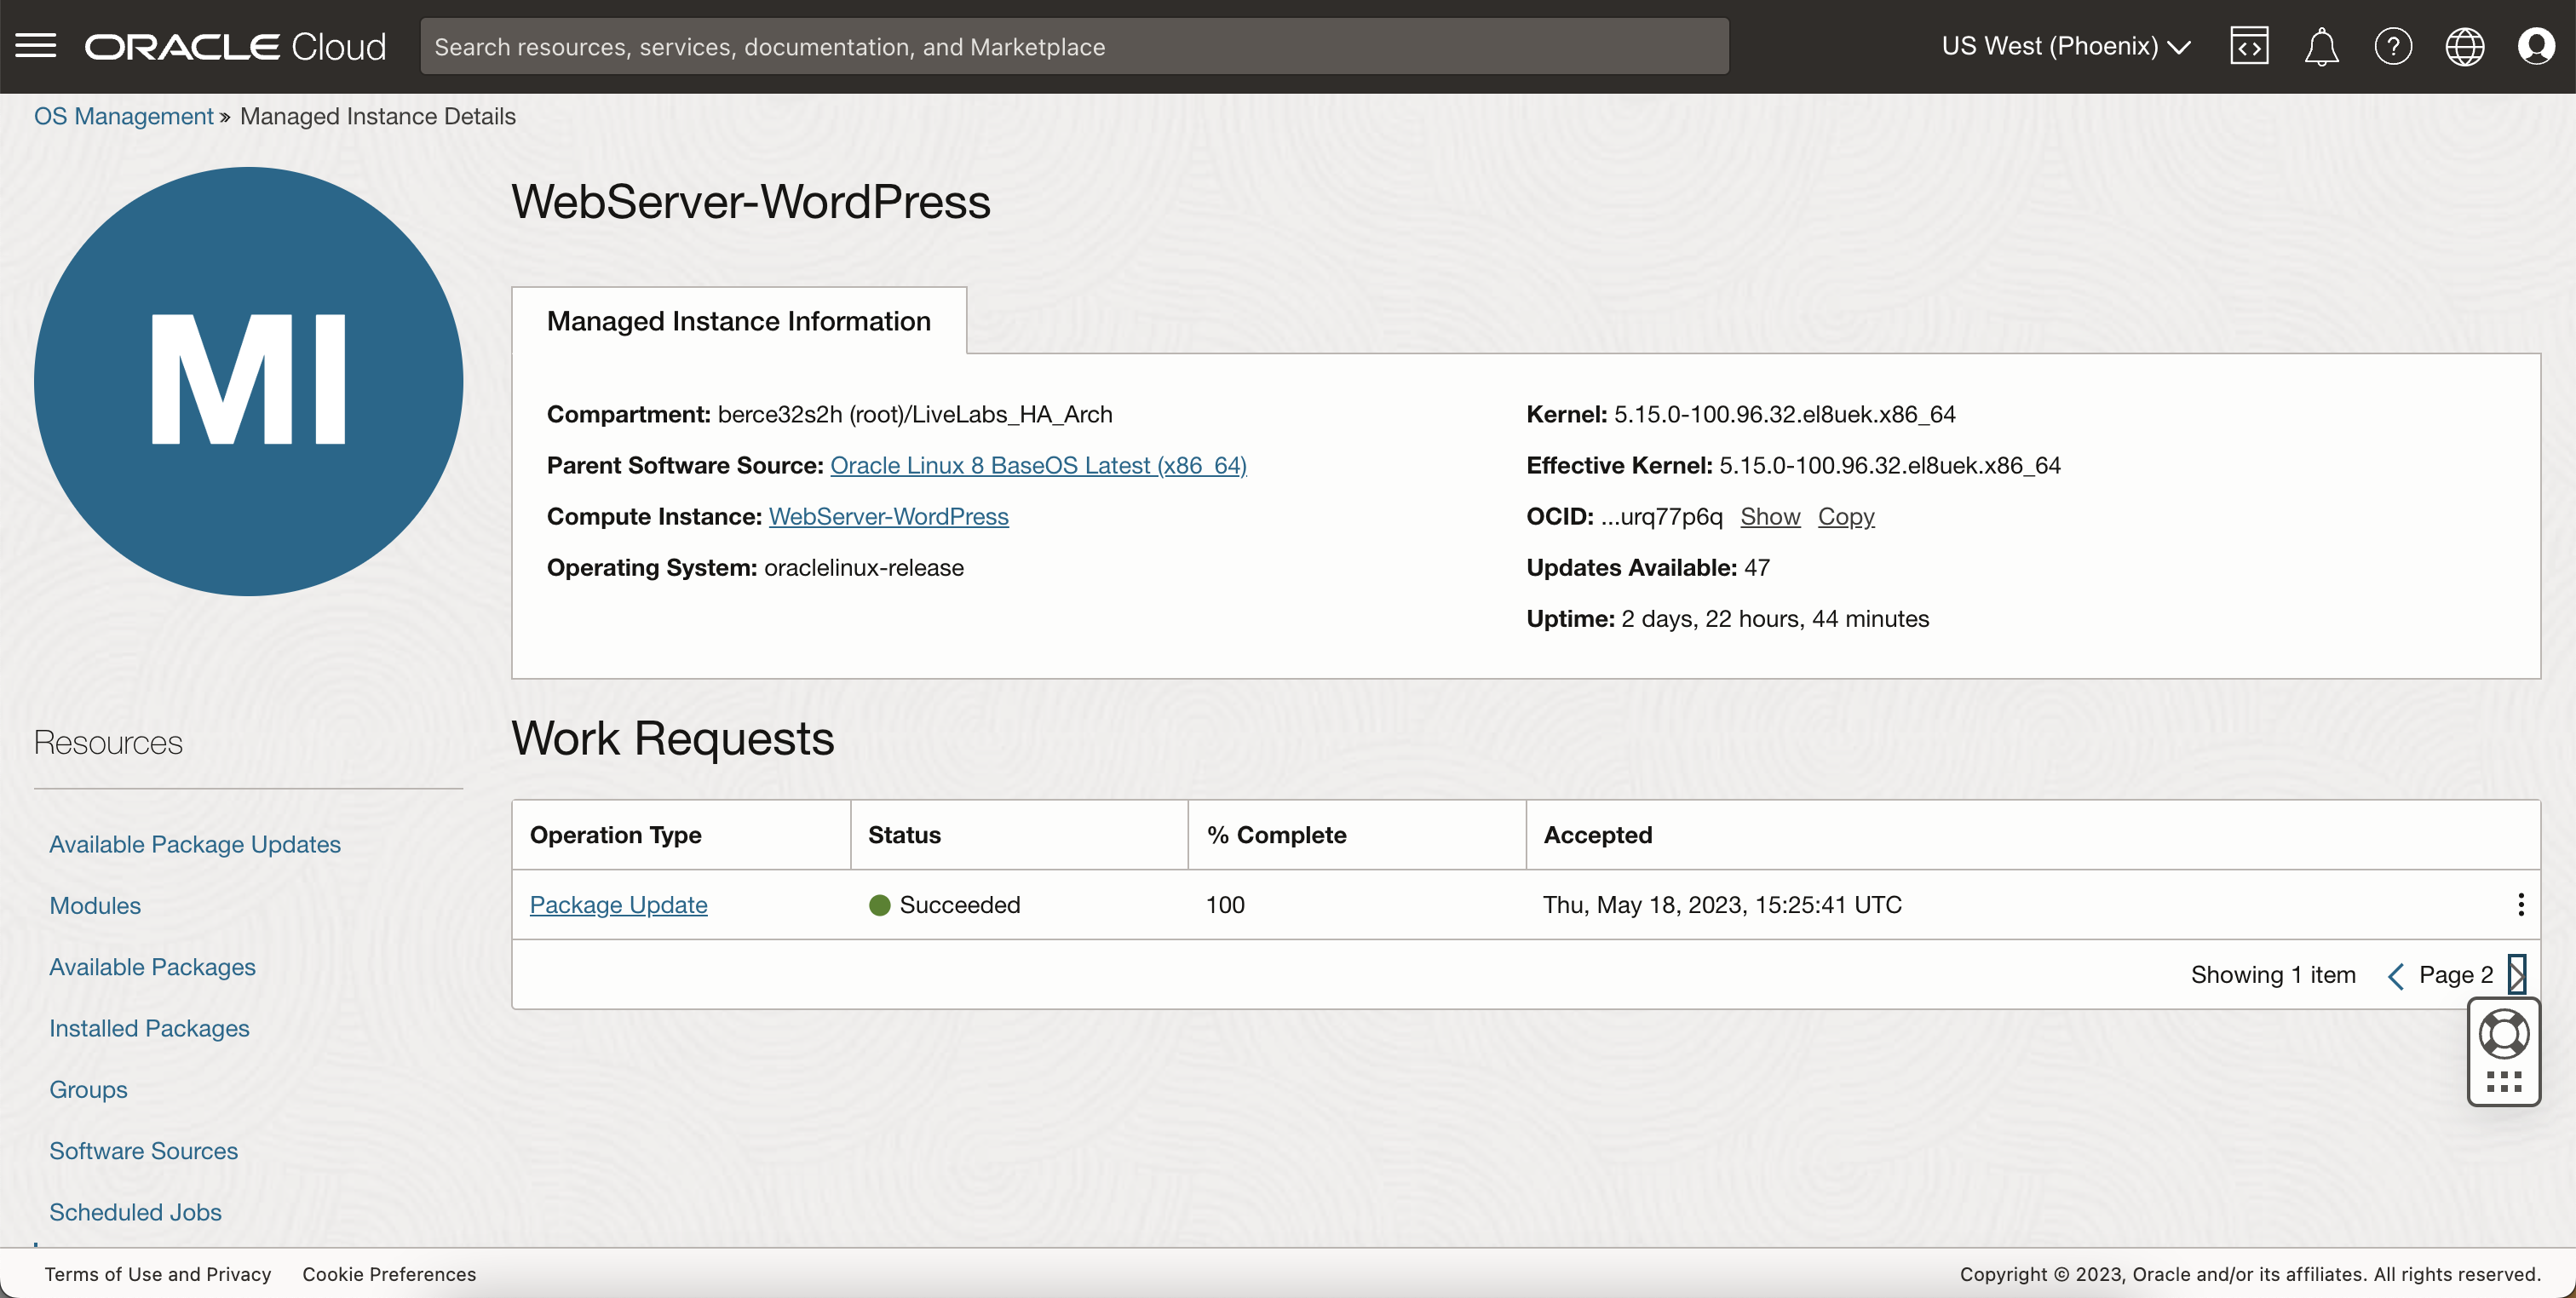 ORACLE Cloud
Search resources, services, documentation, and Marketplace
US West (Phoenix)
OS Management » Managed Instance Details
MI
WebServer-WordPress
Managed Instance Information
Compartment: berce32s2h (root)/LiveLabs_HA_Arch
Parent Software Source: Oracle Linux 8 BaseOS Latest (x86_64)
Compute Instance: WebServer-WordPress
Operating System: oraclelinux-release
Kernel: 5.15.0-100.96.32.el8uek.x86_64
Effective Kernel: 5.15.0-100.96.32.el8uek.x86_64
OCID: ...urq77p6q Show Copy
Updates Available: 47
Uptime: 2 days, 22 hours, 44 minutes
Resources
Available Package Updates
Modules
Available Packages
Installed Packages
Groups
Software Sources
Scheduled Jobs
Work Requests
Operation Type Status % Complete Accepted
Package Update Succeeded 100 Thu, May 18, 2023, 15:25:41 UTC
Showing 1 item Page 2
Terms of Use and Privacy Cookie Preferences
Copyright © 2023, Oracle and/or its affiliates. All rights reserved.